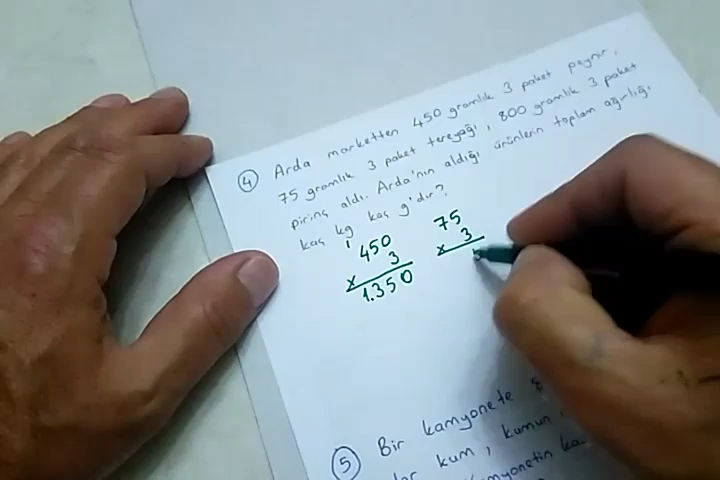 4 Arda marketten 450 gramlık 3 paket peynir,
75 gramlık 3 paket tereyağı, 800 gramlık 3 paket
pirinç aldı. Arda'nın aldığı ürünlerin toplam ağırlığı
kaç kg kaç g'dır?
1
450
x 3
1.350
75
x 3
5 Bir kamyonete 8
kum, kumun